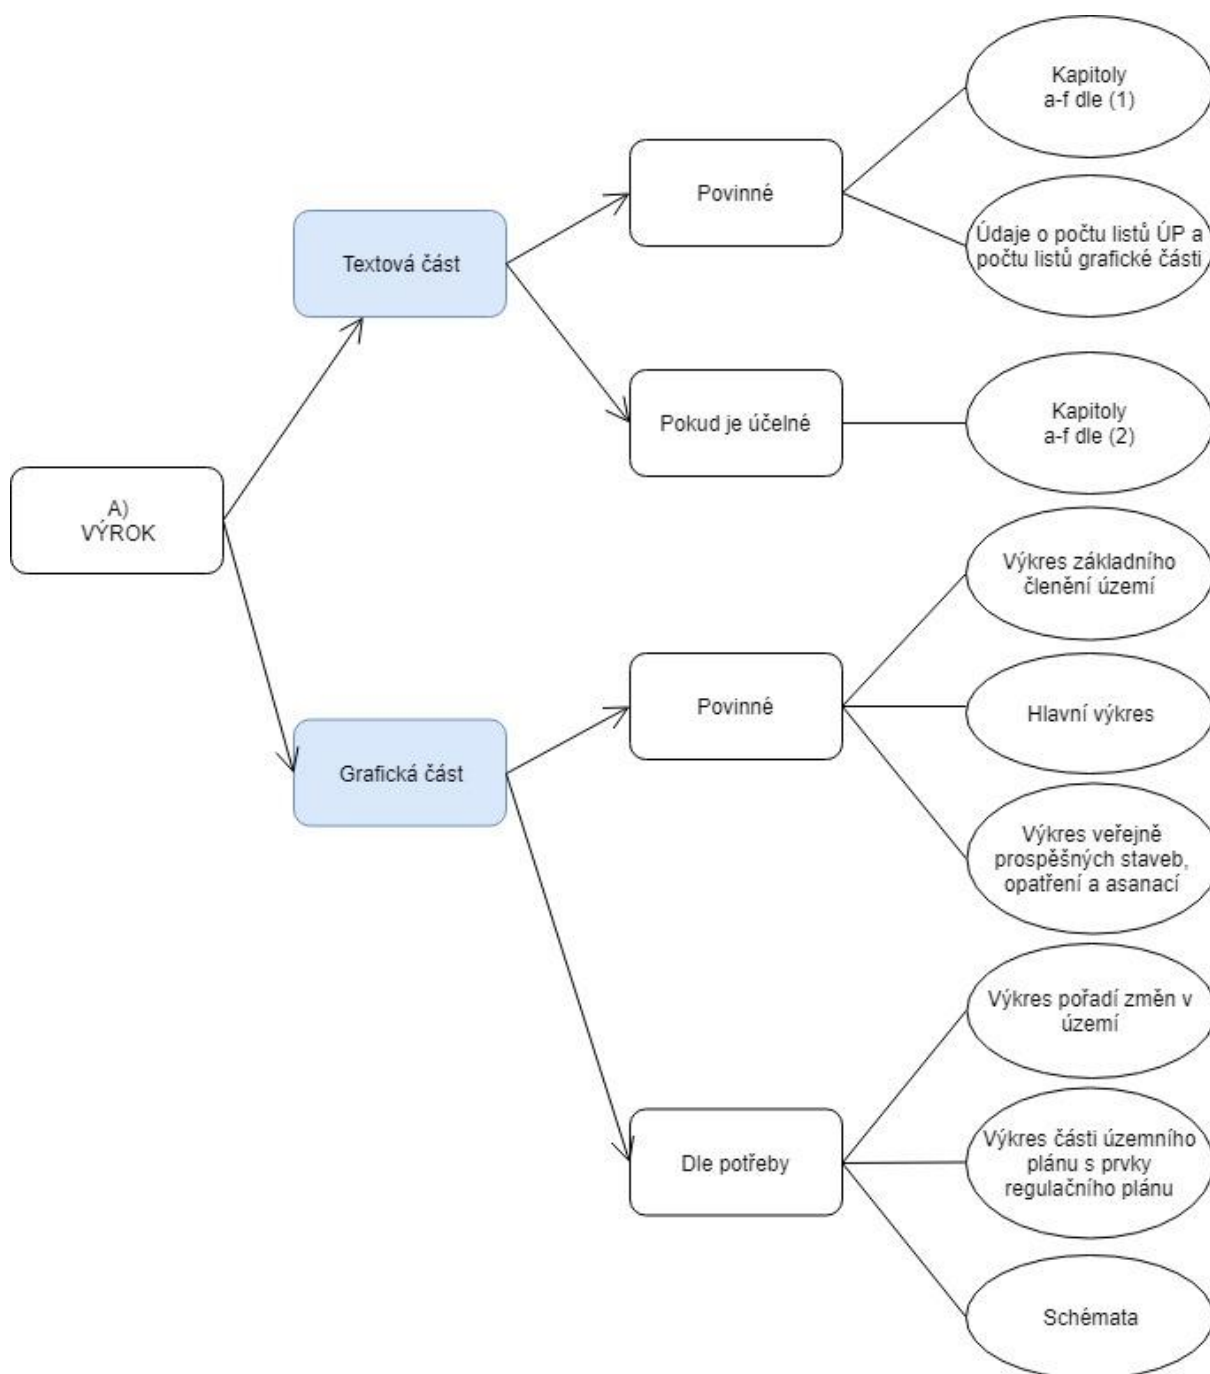 Kapitoly
a-f dle (1)
Povinné
Údaje o počtu listů ÚP a
počtu listů grafické části
Textová část
Pokud je účelné
Kapitoly
a-f dle (2)
A)
VÝROK
Výkres základního
členění území
Povinné
Hlavní výkres
Grafická část
Výkres veřejně
prospěšných staveb,
opatření a asanací
Výkres pořadí změn v
území
Dle potřeby
Výkres části územního
plánu s prvky
regulačního plánu
Schémata